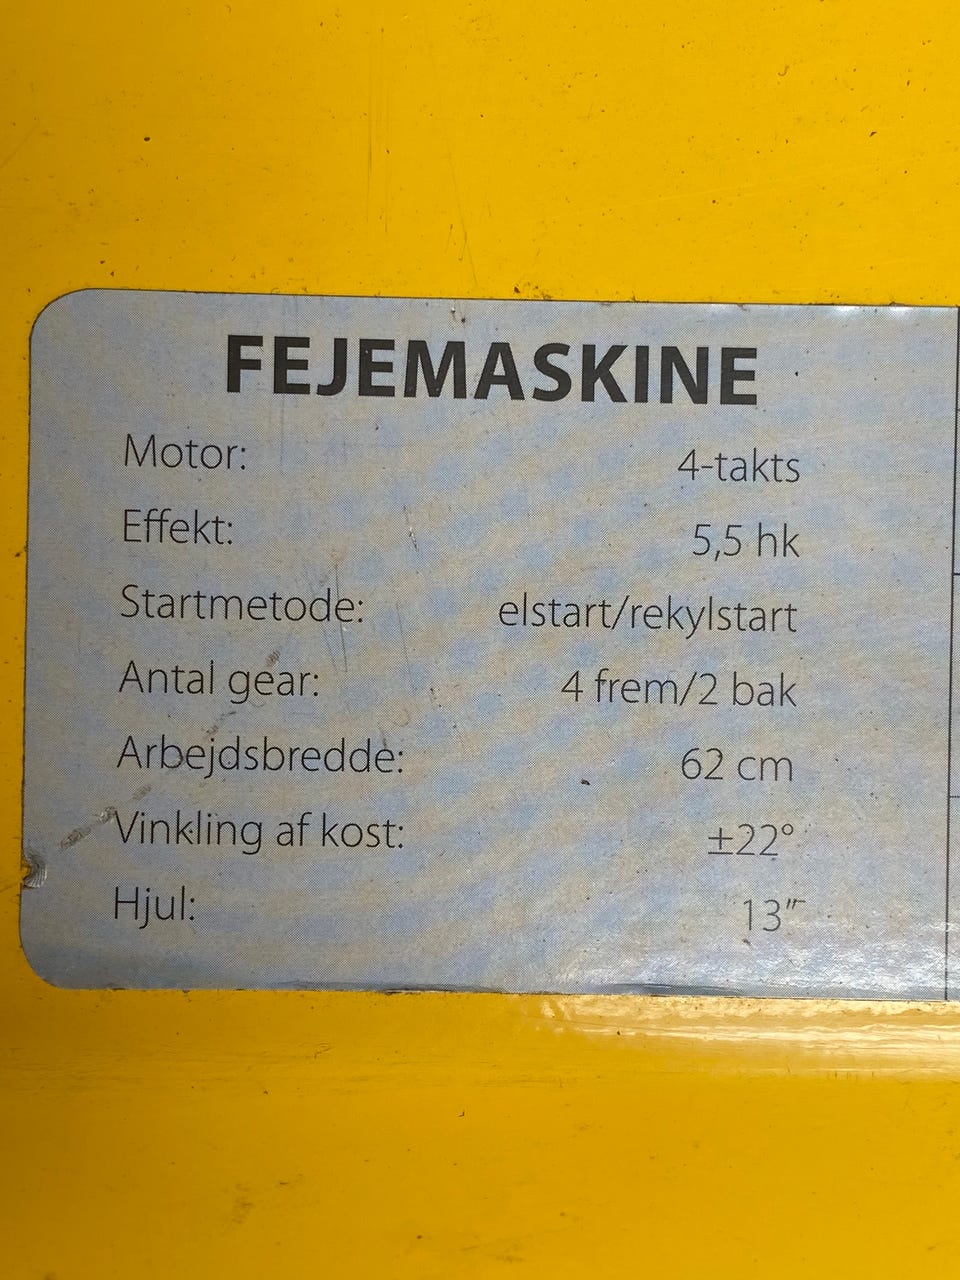 FEJEMASKINE
Motor: 4-takts
Effekt: 5,5 hk
Startmetode: elstart/rekylstart
Antal gear: 4 frem/2 bak
Arbejdsbredde: 62 cm
Vinkling af kost: ±22°
Hjul: 13"